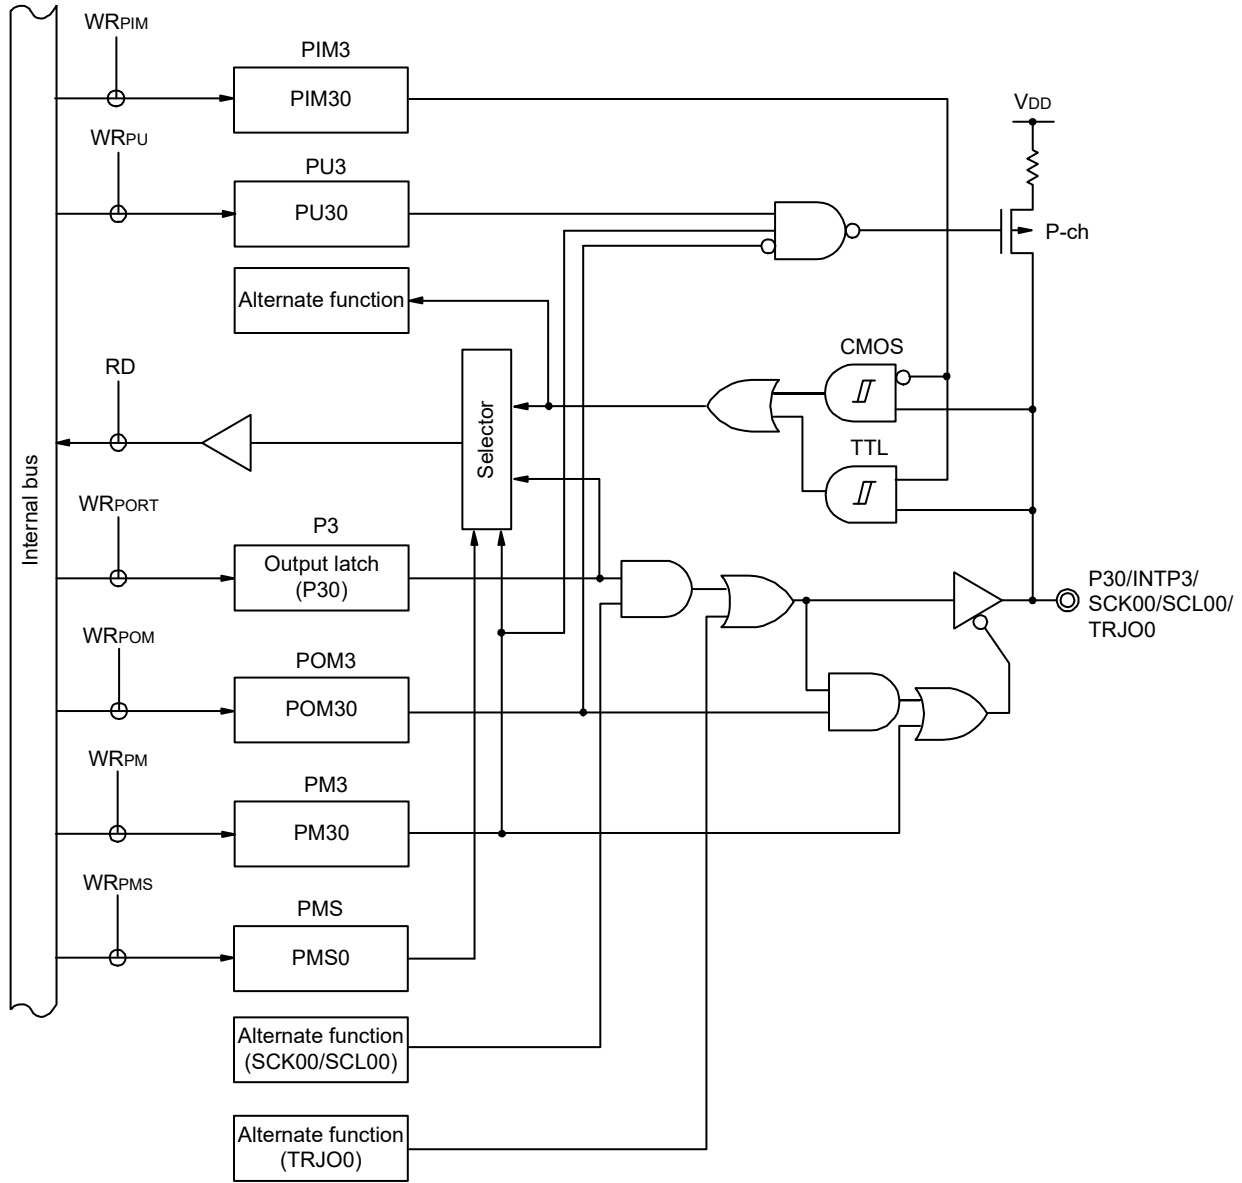 WRPIM
PIM3
PIM30
VDD
WRPU
PU3
PU30
P-ch
Alternate function
CMOS
RD
Selector
TTL
Internal bus
WRPORT
P3
Output latch
(P30)
P30/INTP3/
SCK00/SCL00/
TRJO0
WRPOM
POM3
POM30
WRPM
PM3
PM30
WRPMS
PMS
PMS0
Alternate function
(SCK00/SCL00)
Alternate function
(TRJO0)